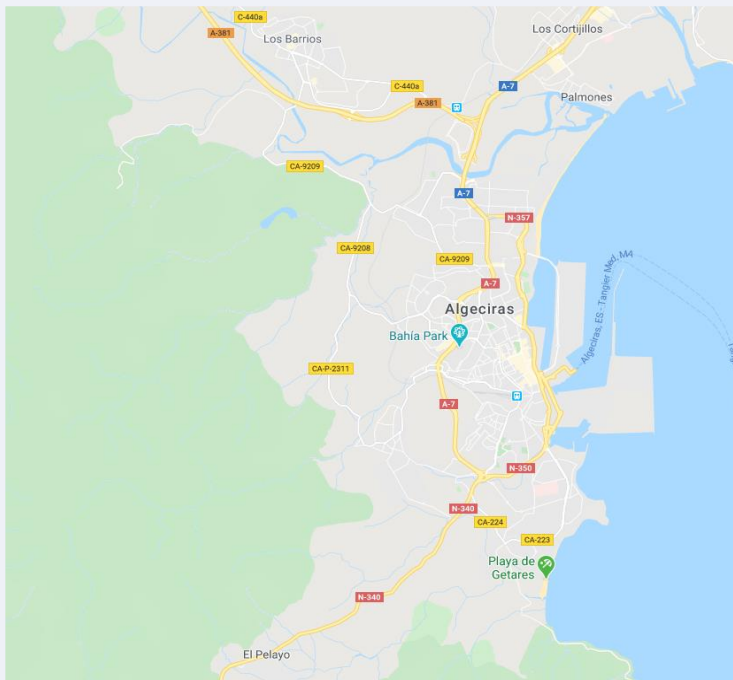 C-440a
A-381
Los Barrios
Los Cortijillos
C-440a
A-7
A-381
Palmones
CA-9209
A-7
N-357
CA-9208
CA-9209
Algeciras, ES - Tangier Med, MA
A-7
Algeciras
Bahía Park
CA-P-2311
A-7
N-350
N-340
CA-224
CA-223
Playa de
Getares
N-340
El Pelayo